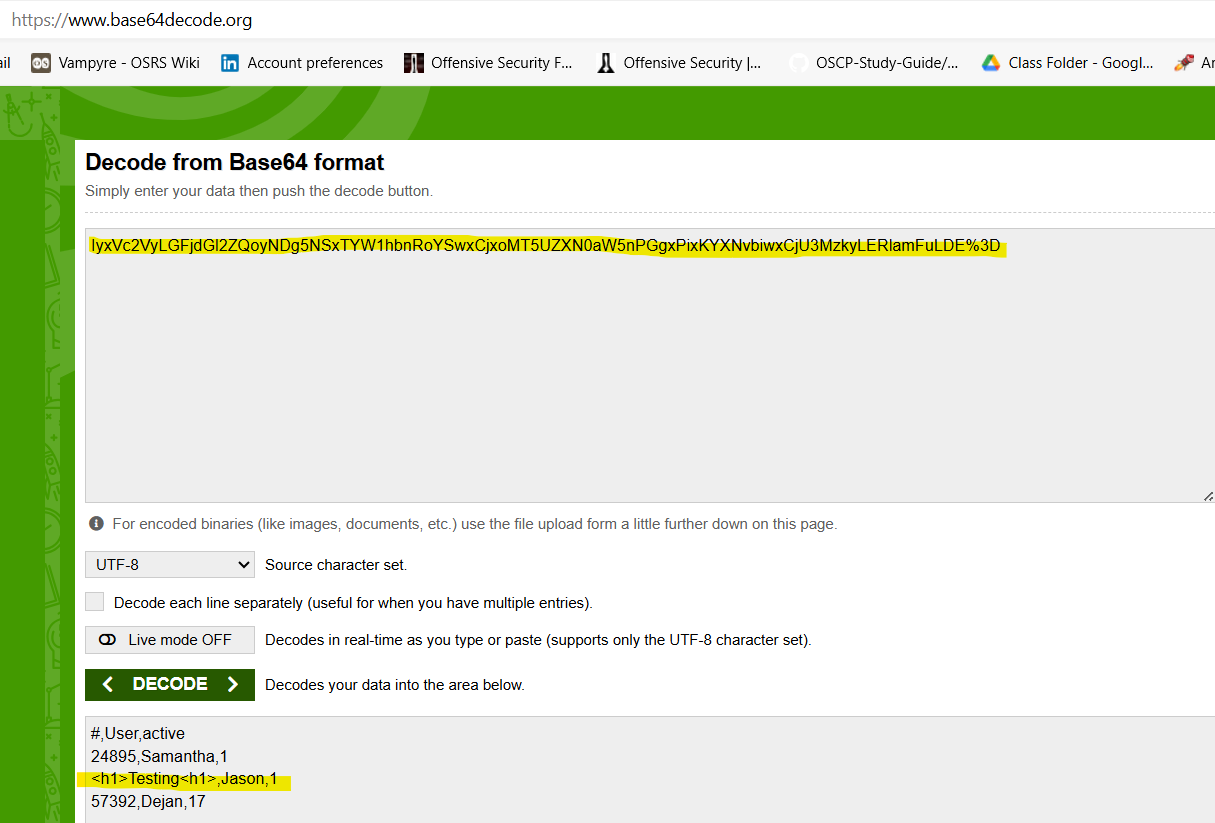 https://www.base64decode.org
ail
Vampyre - OSRS Wiki
in
Account preferences
Offensive Security F...
Offensive Security |...
OSCP-Study-Guide/...
Class Folder - Googl...
Ar
Decode from Base64 format
Simply enter your data then push the decode button.
IyxVc2VyLGFjdGl2ZQoyNDg5NSxTYW1hbnRoYSwxCjxoMT5UZXN0aW5nPGgxPixKYXNvbiwxCjU3MzkyLERlamFuLDE%3D
For encoded binaries (like images, documents, etc.) use the file upload form a little further down on this page.
UTF-8
Source character set.
Decode each line separately (useful for when you have multiple entries).
Live mode OFF
Decodes in real-time as you type or paste (supports only the UTF-8 character set).
< DECODE >
Decodes your data into the area below.
#,User,active
24895,Samantha,1
<h1>Testing<h1>,Jason,1
57392,Dejan,17